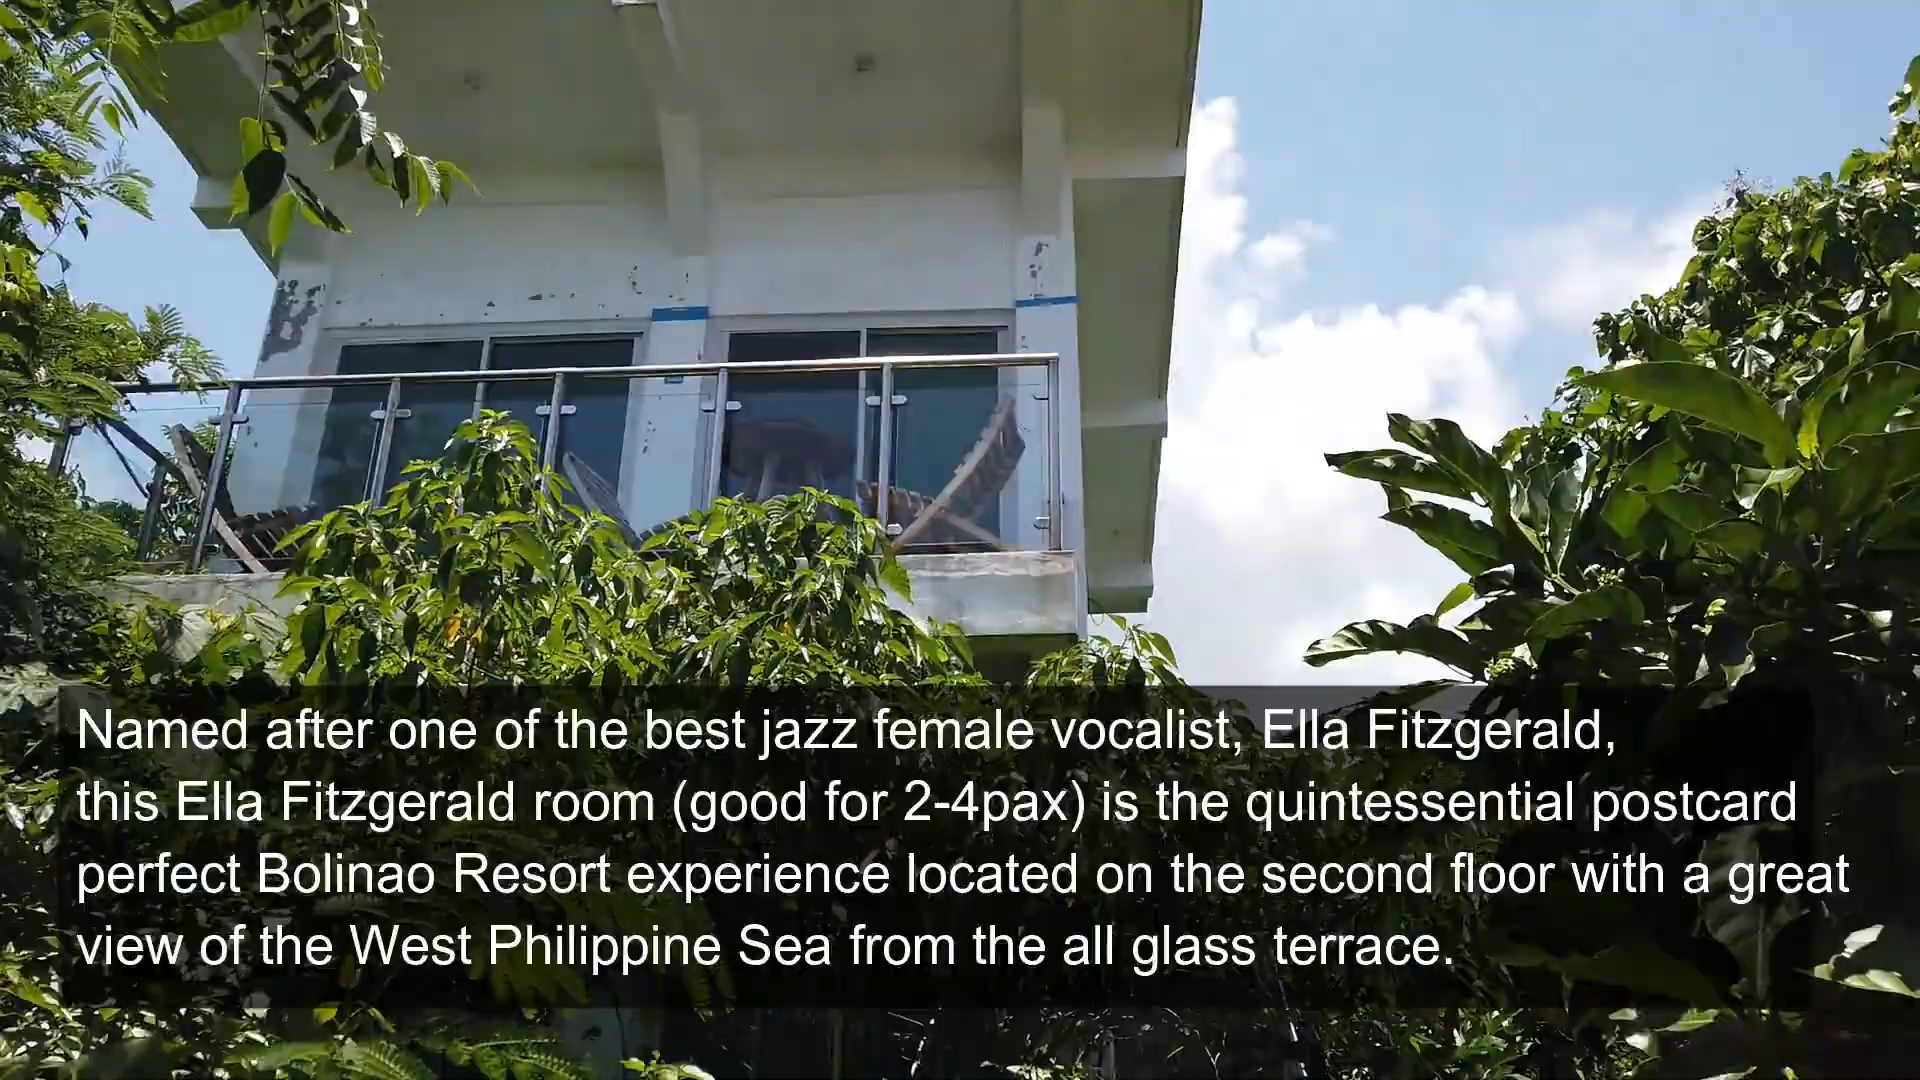 Named after one of the best jazz female vocalist, Ella Fitzgerald,
this Ella Fitzgerald room (good for 2-4pax) is the quintessential postcard
perfect Bolinao Resort experience located on the second floor with a great
view of the West Philippine Sea from the all glass terrace.